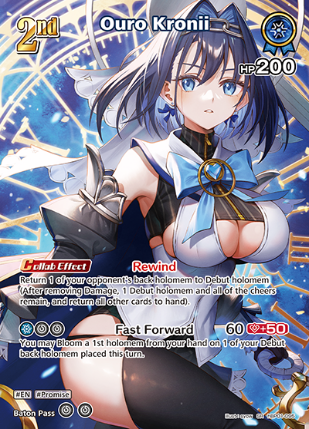 2nd
Ouro Kronii
HP200
Collab Effect
Rewind
Return 1 of your opponent's back holomem to Debut holomem
(After removing Damage, 1 Debut holomem and all of the cheers
remain, and return all other cards to hand).
Fast Forward 60 +50
You may Bloom a 1st holomem from your hand on 1 of your Debut
back holomem placed this turn.
#EN #Promise
Baton Pass